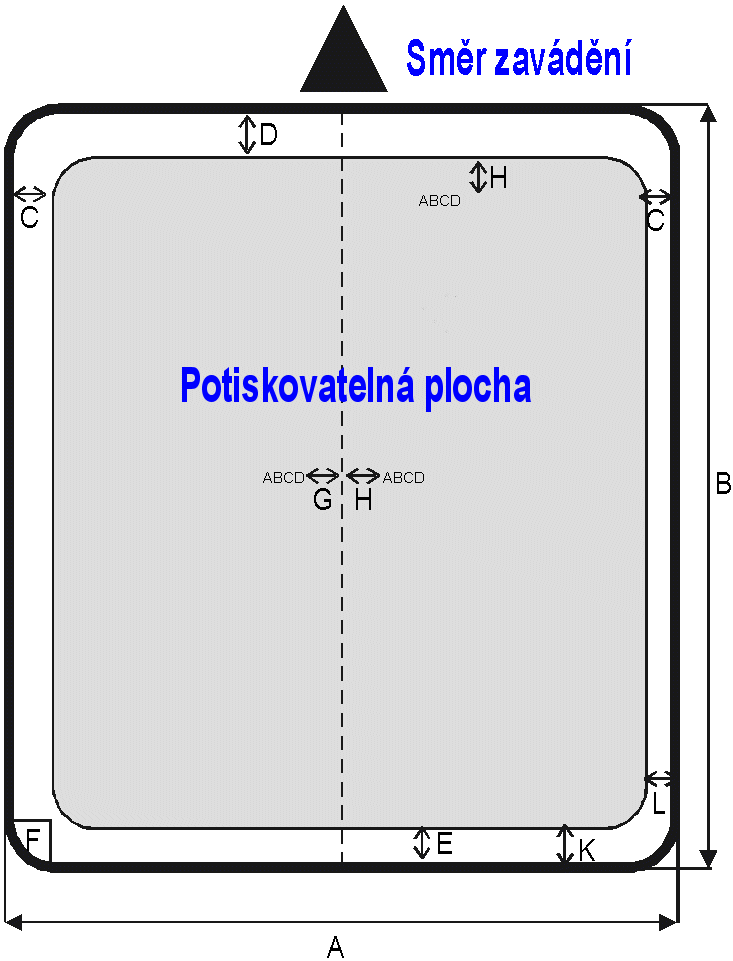 Směr zavádění
D
H
ABCD
C
C
Potiskovatelná plocha
B
ABCD
ABCD
G
H
L
F
E
K
A